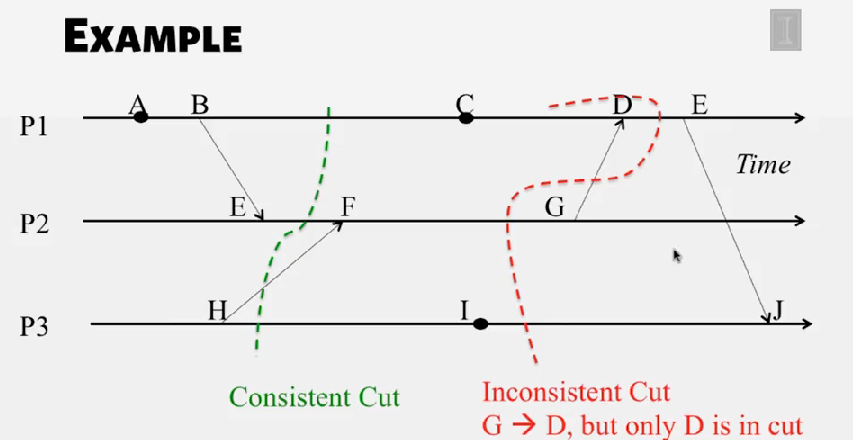 EXAMPLE
A B C D E
P1
Time
E F G
P2
H I J
P3
Consistent Cut
Inconsistent Cut
G → D, but only D is in cut